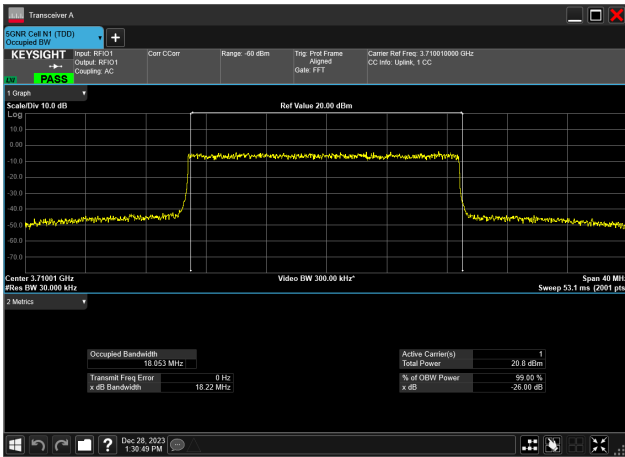 Transceiver A
5GNR Cell N1 (TDD)
Occupied BW
KEYSIGHT
LNI
PASS
Input: RFIO1
Output: RFIO1
Coupling: AC
Corr CCorr
Range: -60 dBm
Trig: Prot Frame
Aligned
Gate: FFT
Carrier Ref Freq: 3.710010000 GHz
CC Info: Uplink, 1 CC
1 Graph
Scale/Div 10.0 dB
Ref Value 20.00 dBm
Log
10.0
0.00
-10.0
-20.0
-30.0
-40.0
-50.0
-60.0
-70.0
Center 3.71001 GHz
Video BW 300.00 kHz*
Span 40 MHz
#Res BW 30.000 kHz
Sweep 53.1 ms (2001 pts
2 Metrics
Occupied Bandwidth
18.053 MHz
Transmit Freq Error 0 Hz
x dB Bandwidth 18.22 MHz
Active Carrier(s) 1
Total Power 20.8 dBm
% of OBW Power 99.00 %
x dB -26.00 dB
Dec 28, 2023
1:30:49 PM